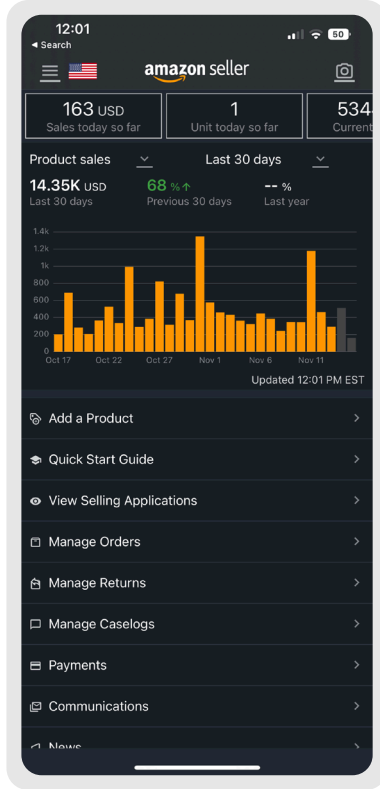 12:01
50
◄ Search
amazon seller
163 USD
Sales today so far
1
Unit today so far
534
Current
Product sales
Last 30 days
14.35K USD
Last 30 days
68 %↑
Previous 30 days
-- %
Last year
1.4k
1.2k
1k
800
600
400
200
0
Oct 17 Oct 22 Oct 27 Nov 1 Nov 6 Nov 11
Updated 12:01 PM EST
Add a Product
Quick Start Guide
View Selling Applications
Manage Orders
Manage Returns
Manage Caselogs
Payments
Communications
News